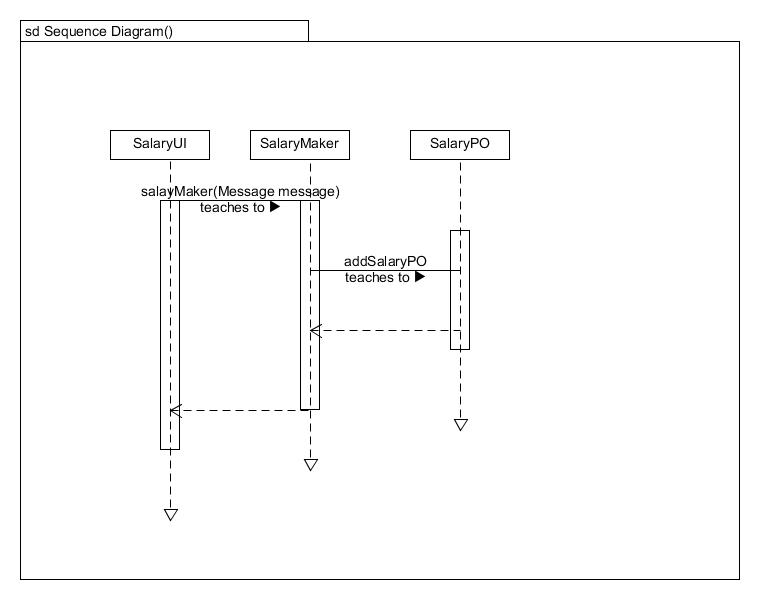 sd Sequence Diagram()
SalaryUI
SalaryMaker
SalaryPO
salayMaker(Message message)
teaches to ▶
addSalaryPO
teaches to ▶